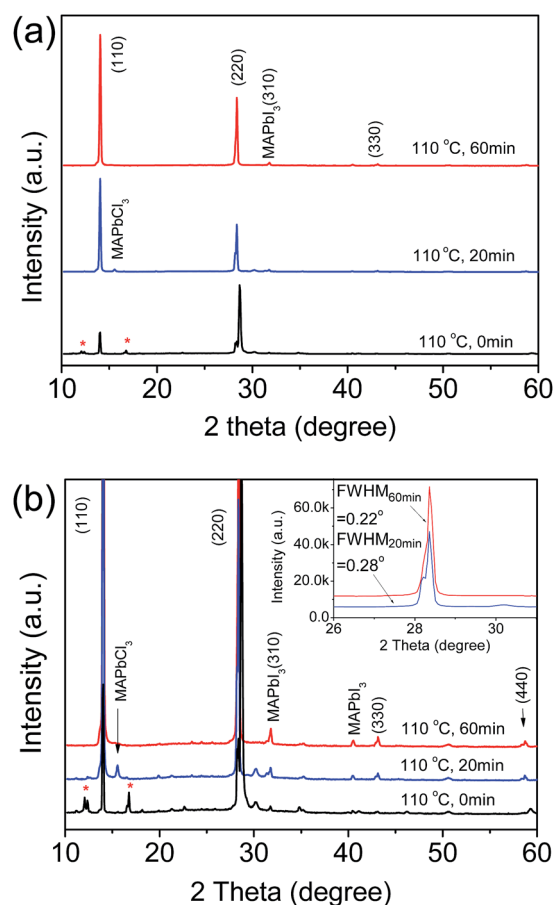 (a)
Intensity (a.u.)
(110)
(220)
MAPbI3(310)
(330)
110 °C, 60min
MAPbCl3
110 °C, 20min
*
*
110 °C, 0min
10 20 30 40 50 60
2 theta (degree)
(b)
Intensity (a.u.)
(110)
MAPbCl3
(220)
MAPbI3(310)
MAPbI3
(330)
(440)
110 °C, 60min
110 °C, 20min
*
*
110 °C, 0min
10 20 30 40 50 60
2 Theta (degree)
Intensity (a.u.)
60.0k
40.0k
20.0k
0.0
FWHM60min
=0.22°
FWHM20min
=0.28°
26 28 30
2 Theta (degree)